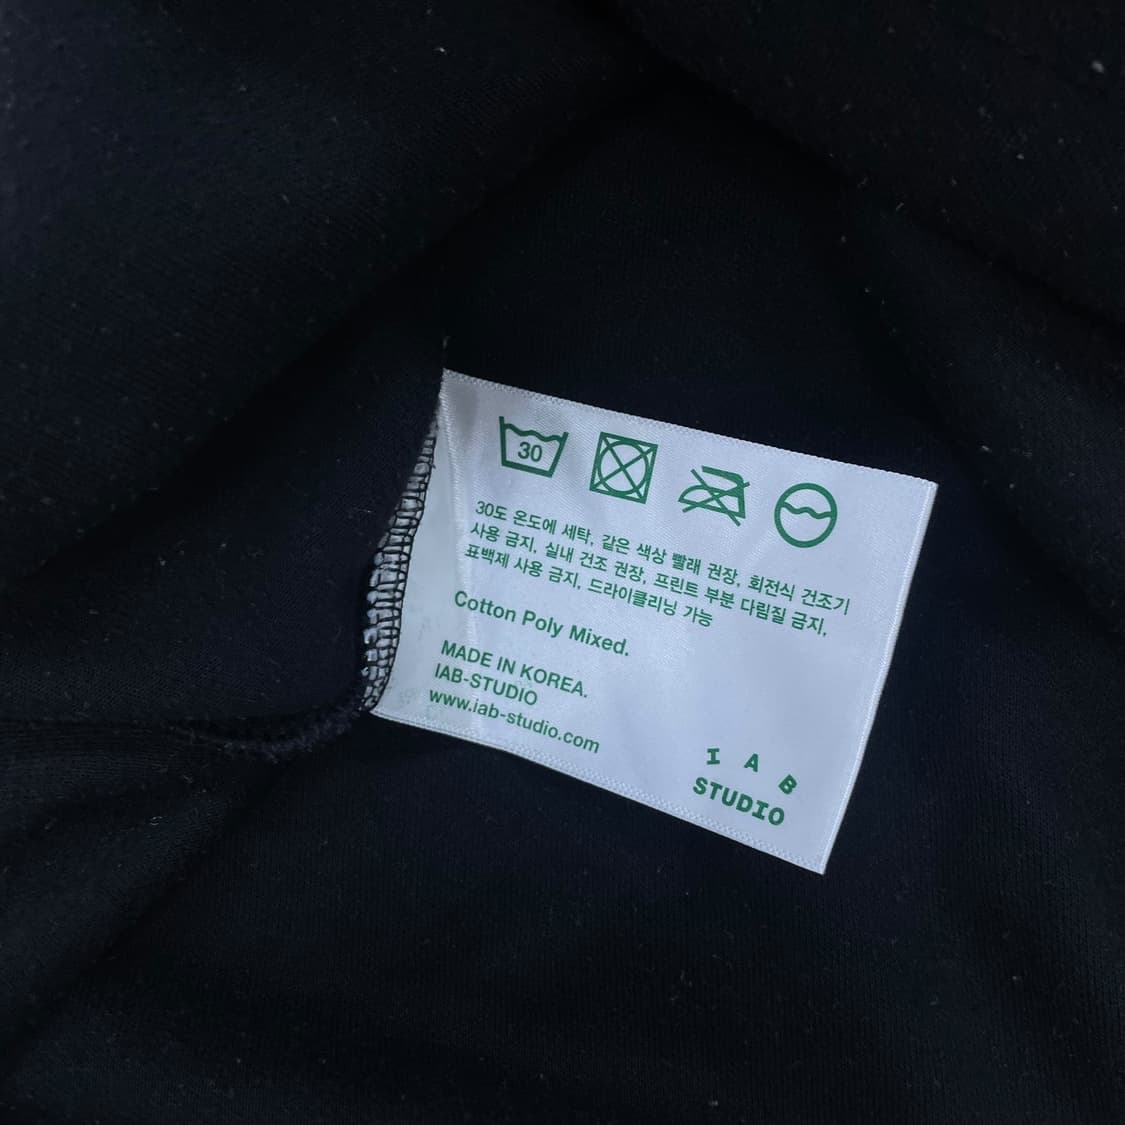 30
30도 온도에 세탁, 같은 색상 빨래 권장, 회전식 건조기
사용 금지, 실내 건조 권장, 프린트 부분 다림질 금지,
표백제 사용 금지, 드라이클리닝 가능
Cotton Poly Mixed.
MADE IN KOREA.
IAB-STUDIO
www.iab-studio.com
I A B
STUDIO